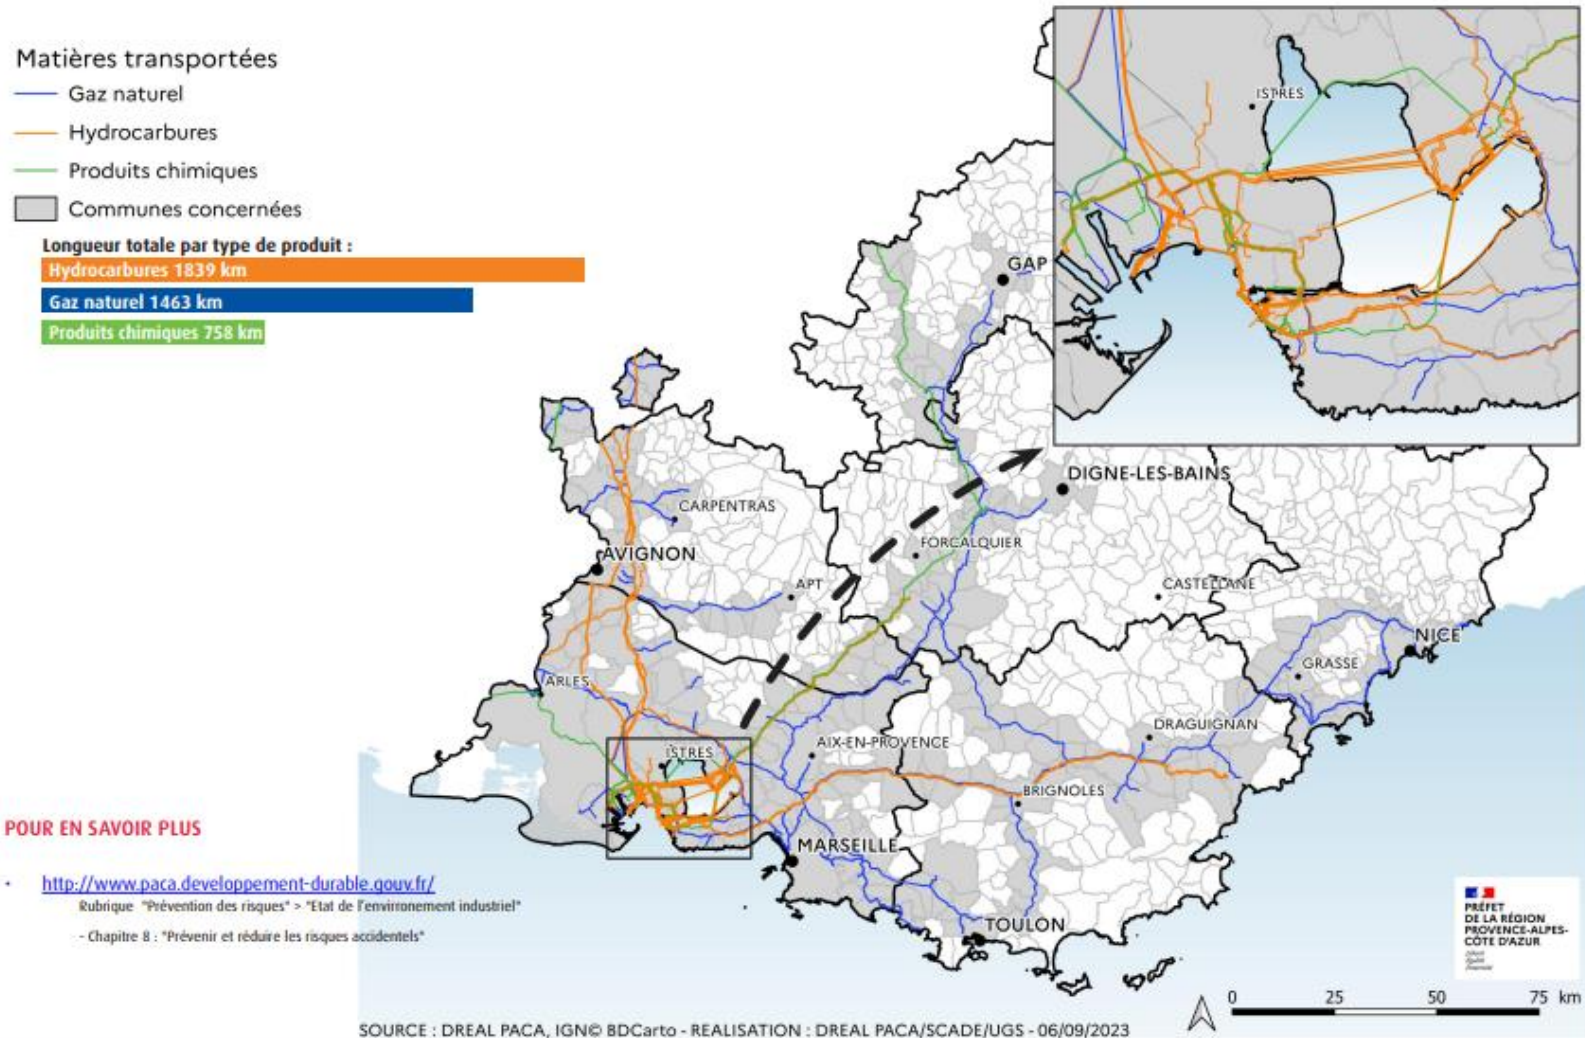 Matières transportées
Gaz naturel
Hydrocarbures
Produits chimiques
Communes concernées
Longueur totale par type de produit :
Hydrocarbures 1839 km
Gaz naturel 1463 km
Produits chimiques 758 km
ISTRES
GAP
DIGNE-LES-BAINS
CARPENTRAS
FORCALQUIER
AVIGNON
APT
CASTELLANE
NICE
GRASSE
ARLES
DRAGUIGNAN
AIX-EN-PROVENCE
ISTRES
BRIGNOLES
MARSEILLE
TOULON
POUR EN SAVOIR PLUS
• http://www.paca.developpement-durable.gouv.fr/
Rubrique "Prévention des risques" > "Etat de l'envirronement industriel"
- Chapitre 8 : "Prévenir et réduire les risques accidentels"
PRÉFET
DE LA RÉGION
PROVENCE-ALPES-
CÔTE D'AZUR
0 25 50 75 km
SOURCE : DREAL PACA, IGN© BDCarto - REALISATION : DREAL PACA/SCADE/UGS - 06/09/2023